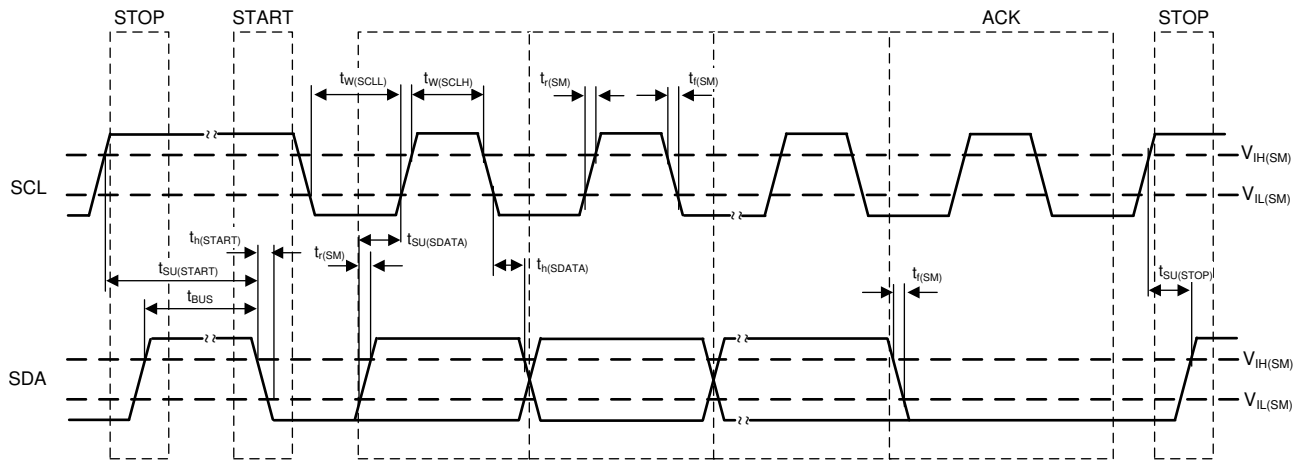 STOP START ACK STOP
tW(SCLL) tW(SCLH) tr(SM) tf(SM)
VIH(SM)
SCL
VIL(SM)
th(START) tr(SM) tSU(SDATA) th(SDATA)
tSU(START) tf(SM) tSU(STOP)
tBUS
VIH(SM)
SDA
VIL(SM)